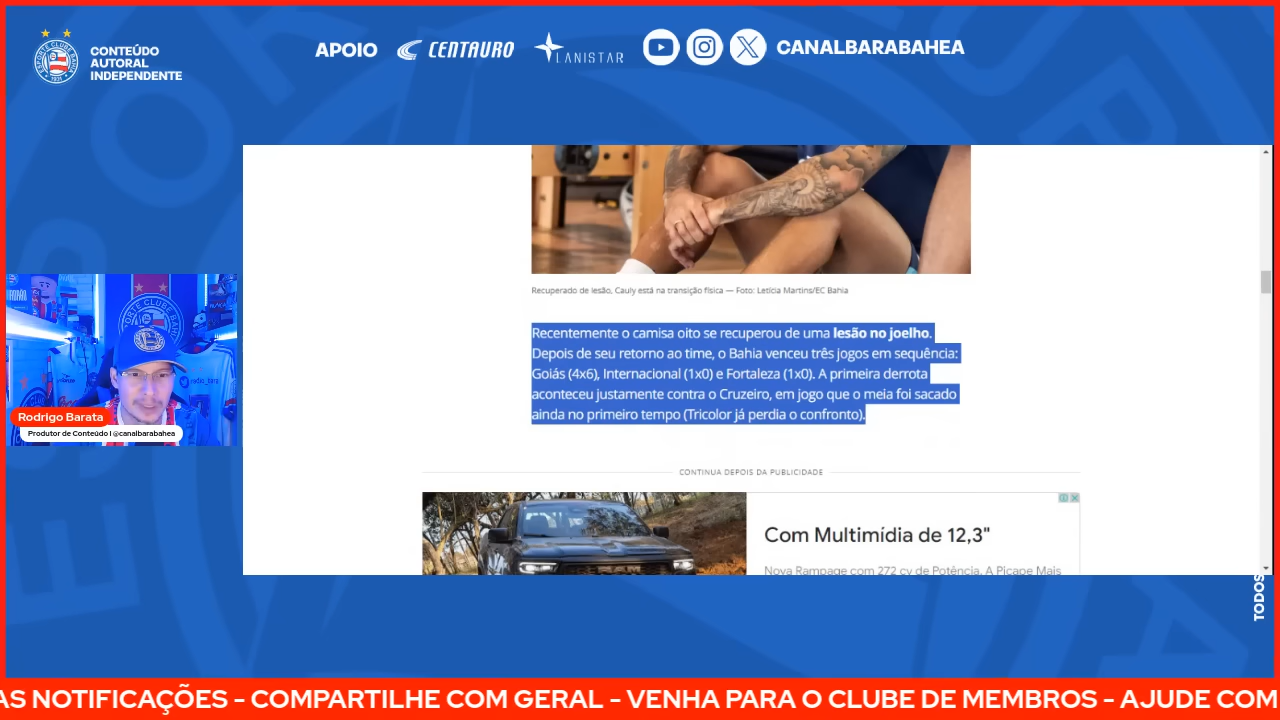 CONTEÚDO
AUTORAL
INDEPENDENTE
APOIO
CENTAURO
LANISTAR
CANALBARABAHEA
Recuperado de lesão, Cauly está na transição física — Foto: Letícia Martins/EC Bahia
Recentemente o camisa oito se recuperou de uma lesão no joelho.
Depois de seu retorno ao time, o Bahia venceu três jogos em sequência:
Goiás (4x6), Internacional (1x0) e Fortaleza (1x0). A primeira derrota
aconteceu justamente contra o Cruzeiro, em jogo que o meia foi sacado
ainda no primeiro tempo (Tricolor já perdia o confronto).
CONTINUA DEPOIS DA PUBLICIDADE
Com Multimídia de 12,3"
Nova Rampage com 272 cv de Potência. A Picape Mais
Rodrigo Barata
Produtor de Conteúdo | @canalbarabahea
TODOS
AS NOTIFICAÇÕES - COMPARTILHE COM GERAL - VENHA PARA O CLUBE DE MEMBROS - AJUDE COM